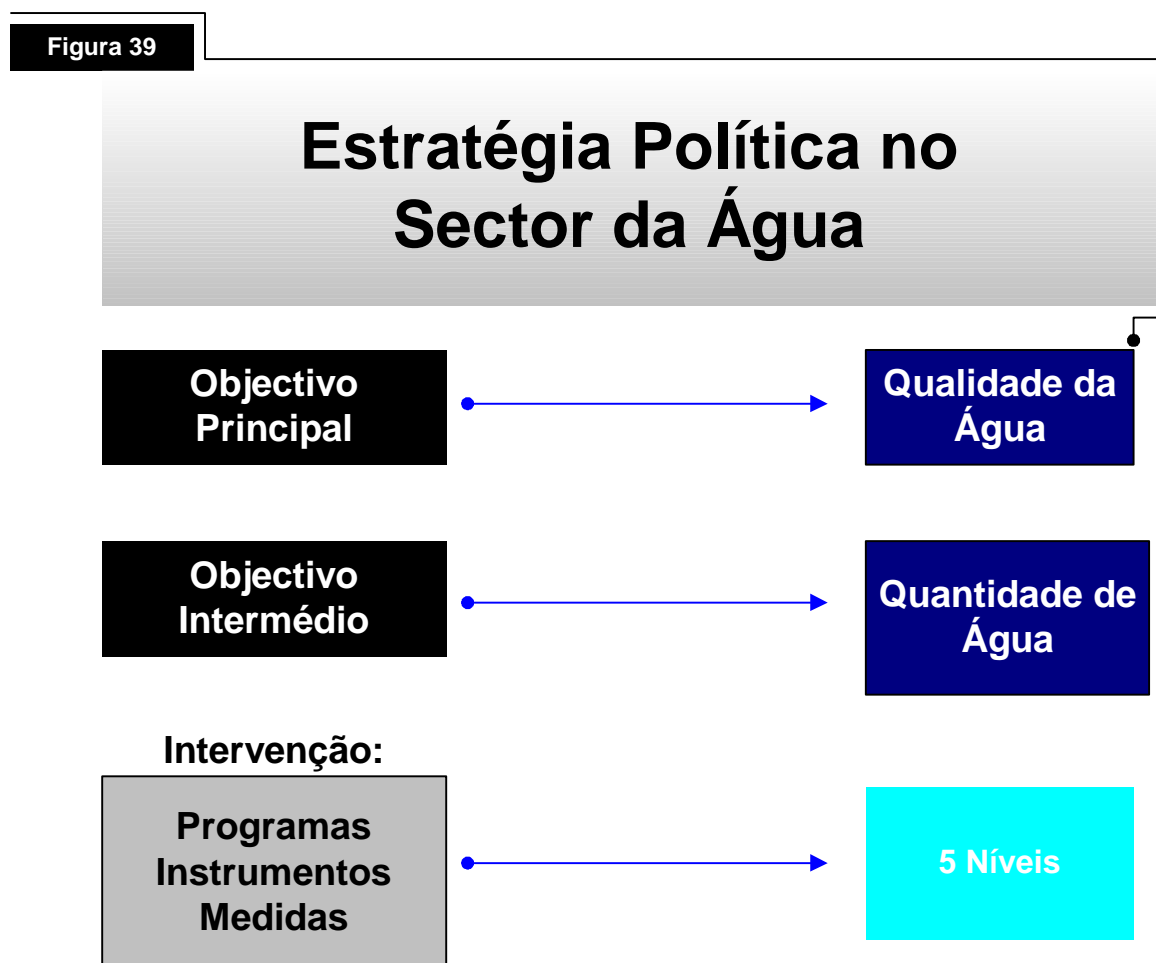 Figura 39
Estratégia Política no
Sector da Água
Objectivo
Principal
Qualidade da
Água
Objectivo
Intermédio
Quantidade de
Água
Intervenção:
Programas
Instrumentos
Medidas
5 Níveis